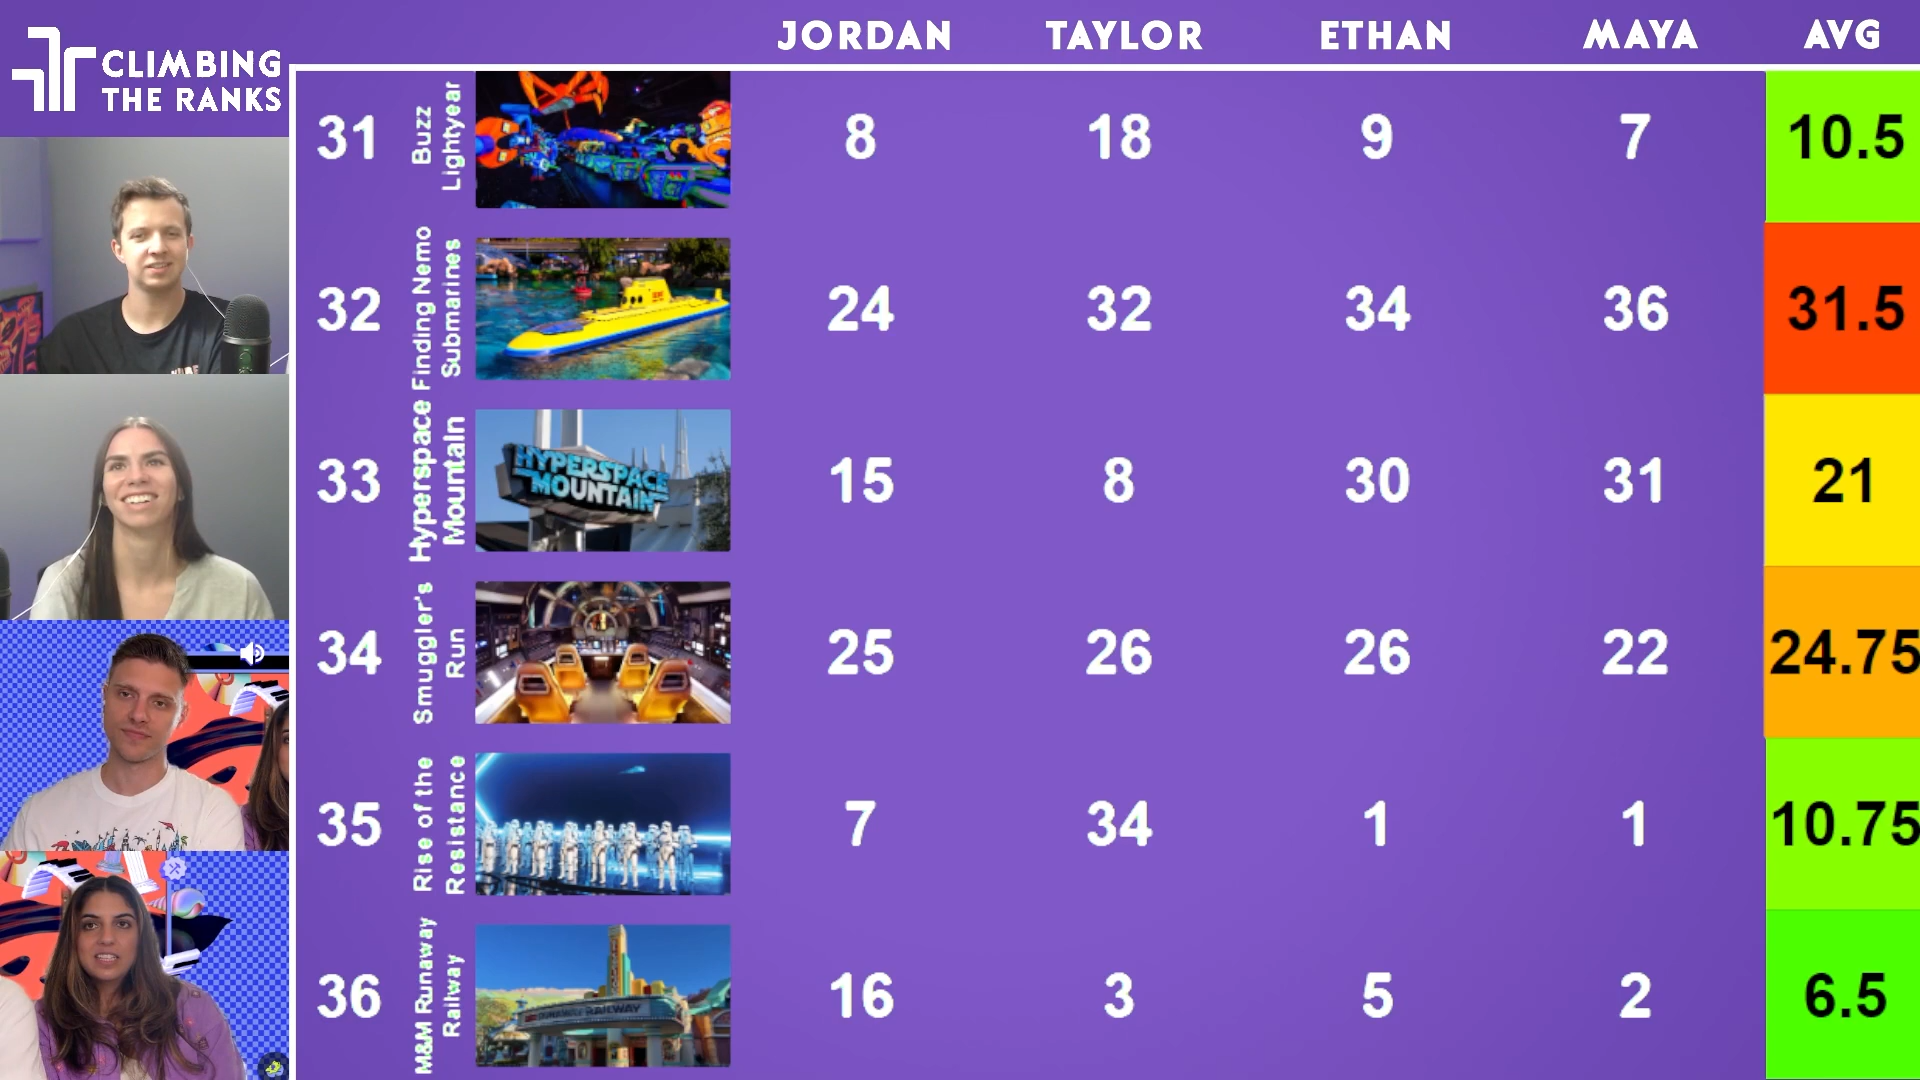 CLIMBING
THE RANKS
JORDAN TAYLOR ETHAN MAYA AVG
31 Buzz Lightyear 8 18 9 7 10.5
32 Finding Nemo Submarines 24 32 34 36 31.5
33 Hyperspace Mountain 15 8 30 31 21
HYPERSPACE
MOUNTAIN
34 Smuggler's Run 25 26 26 22 24.75
35 Rise of the Resistance 7 34 1 1 10.75
36 M&M Runaway Railway 16 3 5 2 6.5
RUNAWAY RAILWAY